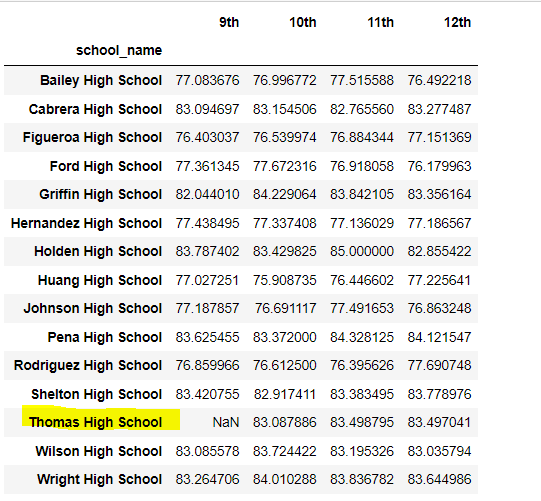 9th 10th 11th 12th
school_name
Bailey High School 77.083676 76.996772 77.515588 76.492218
Cabrera High School 83.094697 83.154506 82.765560 83.277487
Figueroa High School 76.403037 76.539974 76.884344 77.151369
Ford High School 77.361345 77.672316 76.918058 76.179963
Griffin High School 82.044010 84.229064 83.842105 83.356164
Hernandez High School 77.438495 77.337408 77.136029 77.186567
Holden High School 83.787402 83.429825 85.000000 82.855422
Huang High School 77.027251 75.908735 76.446602 77.225641
Johnson High School 77.187857 76.691117 77.491653 76.863248
Pena High School 83.625455 83.372000 84.328125 84.121547
Rodriguez High School 76.859966 76.612500 76.395626 77.690748
Shelton High School 83.420755 82.917411 83.383495 83.778976
Thomas High School NaN 83.087886 83.498795 83.497041
Wilson High School 83.085578 83.724422 83.195326 83.035794
Wright High School 83.264706 84.010288 83.836782 83.644986